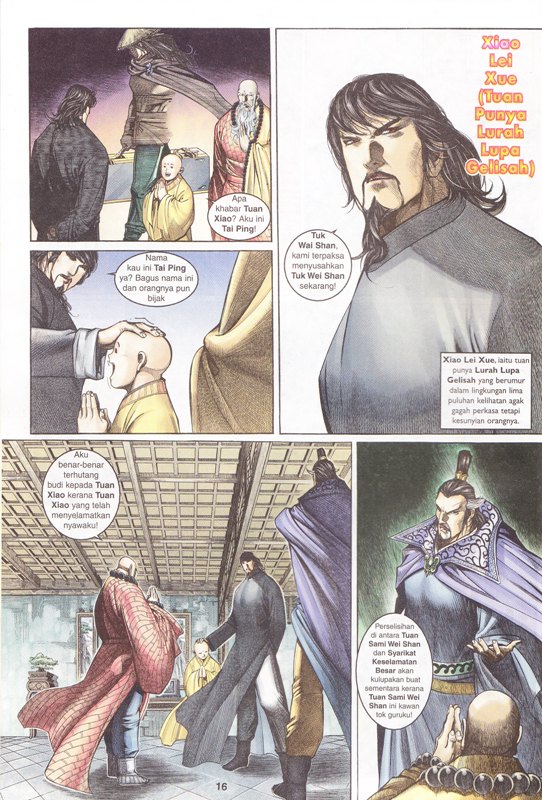 Apa
khabar Tuan
Xiao? Aku ini
Tai Ping!
Xiao
Lei
Xue
(Tuan
Punya
Lurah
Lupa
Gelisah)
Tuk
Wai Shan,
kami terpaksa
menyusahkan
Tuk Wei Shan
sekarang!
Nama
kau ini Tai Ping
ya? Bagus nama ini
dan orangnya pun
bijak
Xiao Lei Xue, iaitu tuan
punya Lurah Lupa
Gelisah yang berumur
dalam lingkungan lima
puluhan kelihatan agak
gagah perkasa tetapi
kesunyian orangnya.
Aku
benar-benar
terhutang
budi kepada Tuan
Xiao kerana Tuan
Xiao yang telah
menyelamatkan
nyawaku!
Perselisihan
di antara Tuan
Sami Wei Shan
dan Syarikat
Keselamatan
Besar akan
kulupakan buat
sementara kerana
Tuan Sami Wei
Shan ini kawan
tok guruku!
16